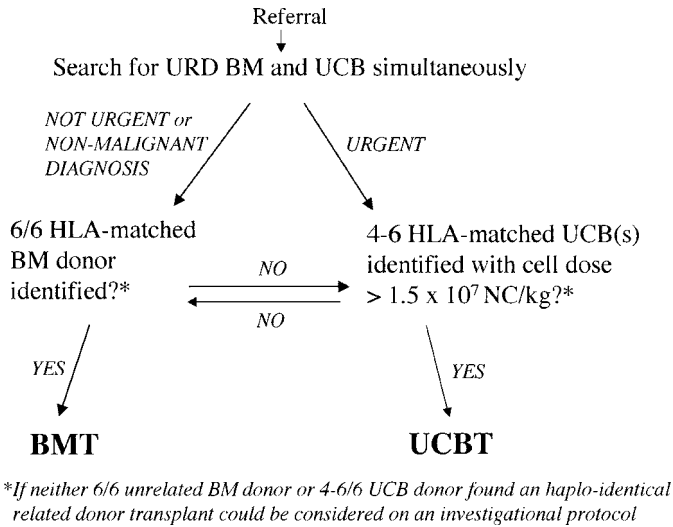 Referral
Search for URD BM and UCB simultaneously
NOT URGENT or
NON-MALIGNANT
DIAGNOSIS
URGENT
6/6 HLA-matched
BM donor
identified?*
NO
NO
4-6 HLA-matched UCB(s)
identified with cell dose
> 1.5 x 10⁷ NC/kg?*
YES
YES
BMT
UCBT
*If neither 6/6 unrelated BM donor or 4-6/6 UCB donor found an haplo-identical
related donor transplant could be considered on an investigational protocol